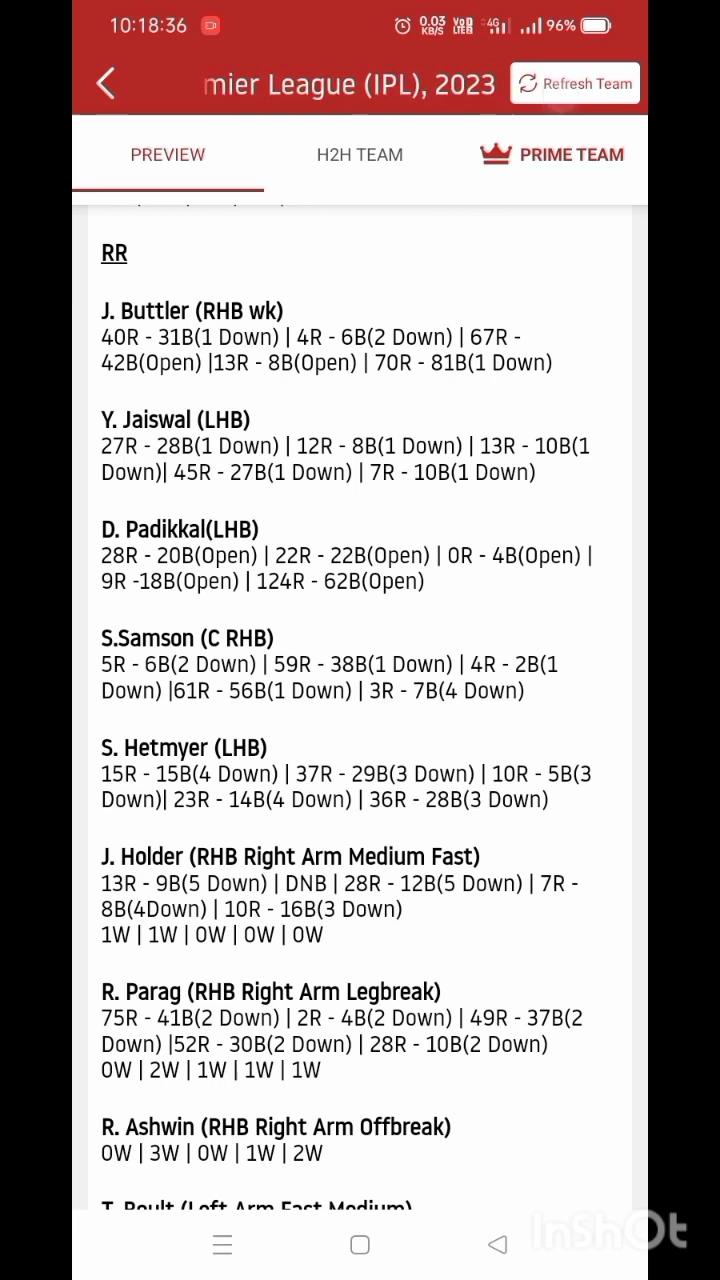 10:18:36 0.03 KB/S VoD LTE 4G 96%
mier League (IPL), 2023 Refresh Team
PREVIEW H2H TEAM PRIME TEAM
RR
J. Buttler (RHB wk)
40R - 31B(1 Down) | 4R - 6B(2 Down) | 67R -
42B(Open) |13R - 8B(Open) | 70R - 81B(1 Down)
Y. Jaiswal (LHB)
27R - 28B(1 Down) | 12R - 8B(1 Down) | 13R - 10B(1
Down)| 45R - 27B(1 Down) | 7R - 10B(1 Down)
D. Padikkal(LHB)
28R - 20B(Open) | 22R - 22B(Open) | 0R - 4B(Open) |
9R -18B(Open) | 124R - 62B(Open)
S.Samson (C RHB)
5R - 6B(2 Down) | 59R - 38B(1 Down) | 4R - 2B(1
Down) |61R - 56B(1 Down) | 3R - 7B(4 Down)
S. Hetmyer (LHB)
15R - 15B(4 Down) | 37R - 29B(3 Down) | 10R - 5B(3
Down)| 23R - 14B(4 Down) | 36R - 28B(3 Down)
J. Holder (RHB Right Arm Medium Fast)
13R - 9B(5 Down) | DNB | 28R - 12B(5 Down) | 7R -
8B(4Down) | 10R - 16B(3 Down)
1W | 1W | 0W | 0W | 0W
R. Parag (RHB Right Arm Legbreak)
75R - 41B(2 Down) | 2R - 4B(2 Down) | 49R - 37B(2
Down) |52R - 30B(2 Down) | 28R - 10B(2 Down)
0W | 2W | 1W | 1W | 1W
R. Ashwin (RHB Right Arm Offbreak)
0W | 3W | 0W | 1W | 2W
T. Boult (Left Arm Fast Medium)
InShOt